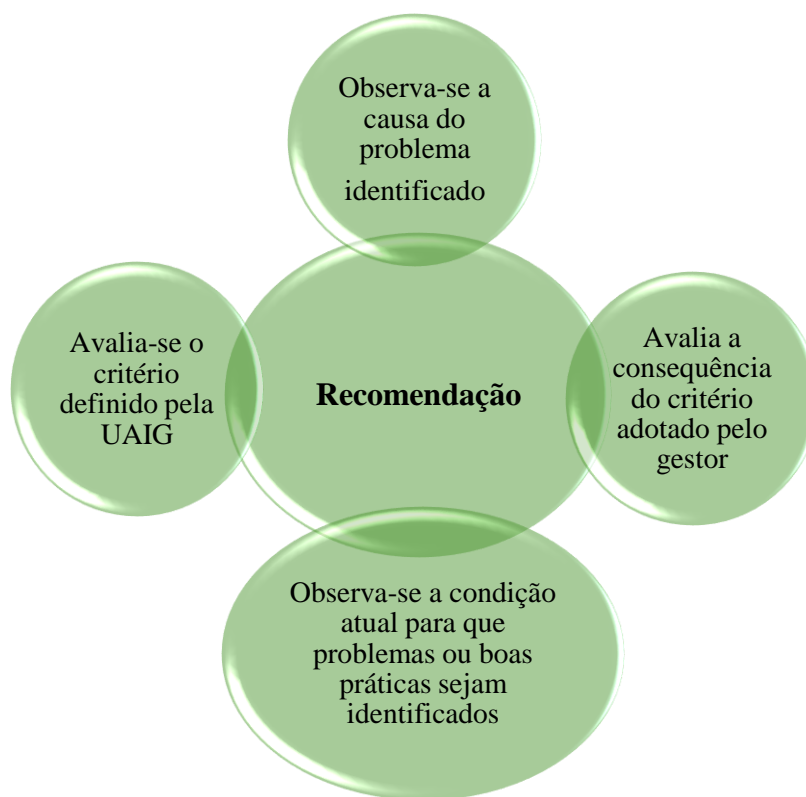 Observa-se a
causa do
problema
identificado
Avalia-se o
critério
definido pela
UAIG
Recomendação
Avalia a
consequência
do critério
adotado pelo
gestor
Observa-se a condição
atual para que
problemas ou boas
práticas sejam
identificados